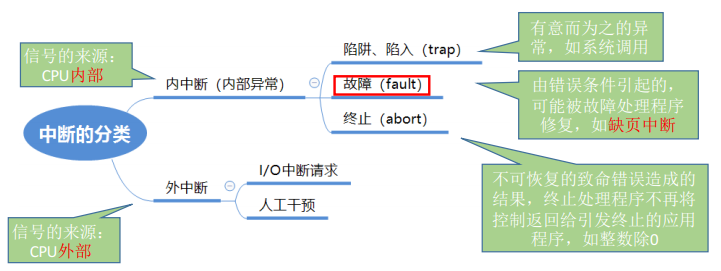 有意而为之的异
常，如系统调用
信号的来源：
CPU内部
陷阱、陷入（trap）
内中断（内部异常）
故障（fault）
由错误条件引起的，
可能被故障处理程序
修复，如缺页中断
终止（abort）
中断的分类
I/O中断请求
外中断
人工干预
不可恢复的致命错误造成的
结果，终止处理程序不再将
控制返回给引发终止的应用
程序，如整数除0
信号的来源：
CPU外部